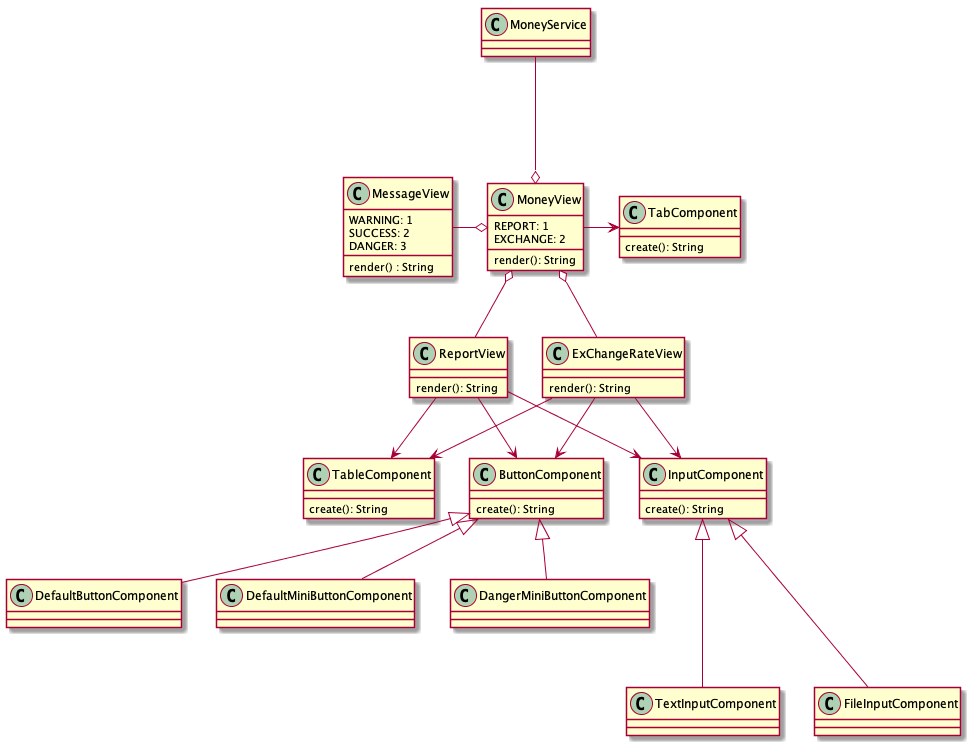 C MoneyService
C MessageView
WARNING: 1
SUCCESS: 2
DANGER: 3
render() : String
C MoneyView
REPORT: 1
EXCHANGE: 2
render(): String
C TabComponent
create(): String
C ReportView
render(): String
C ExChangeRateView
render(): String
C TableComponent
create(): String
C ButtonComponent
create(): String
C InputComponent
create(): String
C DefaultButtonComponent
C DefaultMiniButtonComponent
C DangerMiniButtonComponent
C TextInputComponent
C FileInputComponent